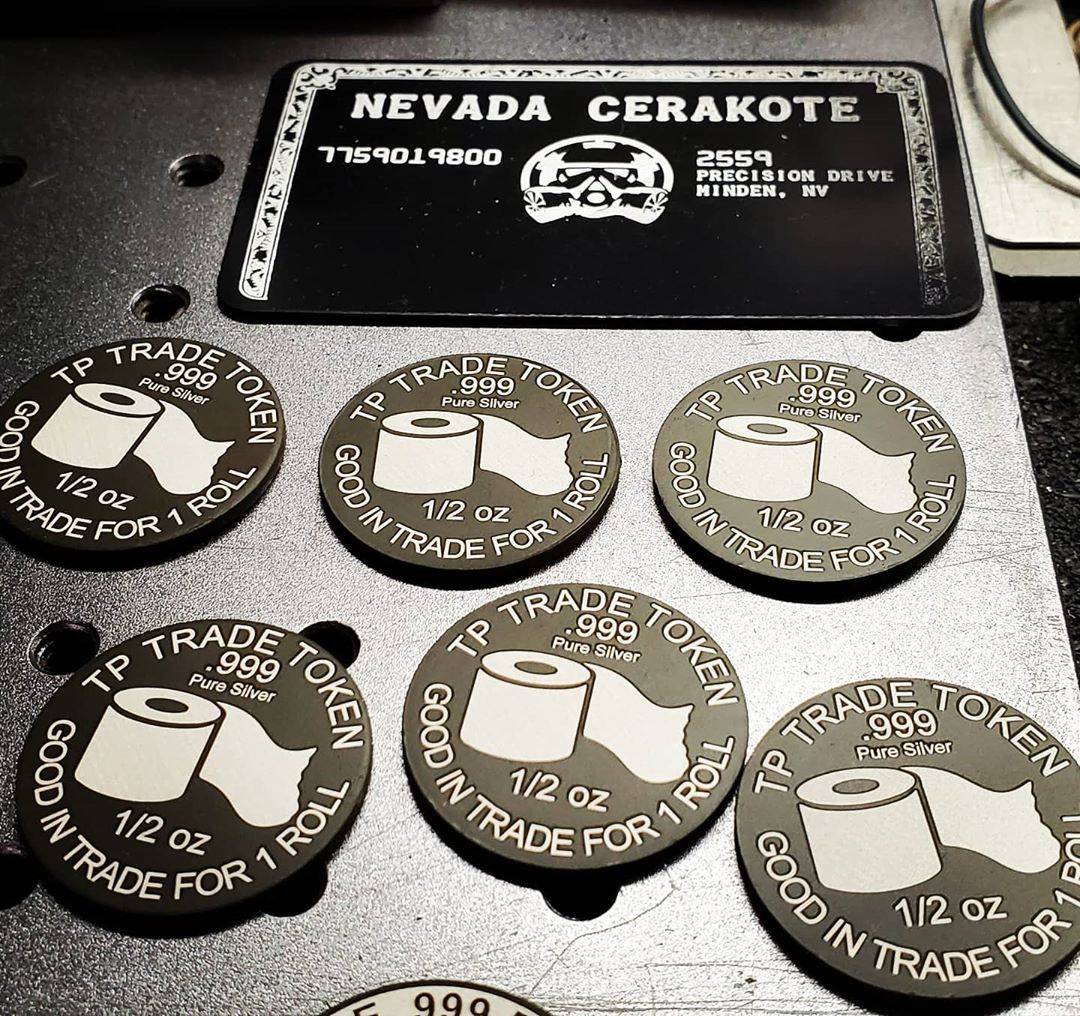 NEVADA CERAKOTE
7759019800
2559
PRECISION DRIVE
MINDEN, NV
TP TRADE TOKEN
.999
Pure Silver
1/2 oz
GOOD IN TRADE FOR 1 ROLL
TP TRADE TOKEN
.999
Pure Silver
1/2 oz
GOOD IN TRADE FOR 1 ROLL
TP TRADE TOKEN
.999
Pure Silver
1/2 oz
GOOD IN TRADE FOR 1 ROLL
TP TRADE TOKEN
.999
Pure Silver
1/2 oz
GOOD IN TRADE FOR 1 ROLL
TP TRADE TOKEN
.999
Pure Silver
1/2 oz
GOOD IN TRADE FOR 1 ROLL
TP TRADE TOKEN
.999
Pure Silver
1/2 oz
GOOD IN TRADE FOR 1 ROLL
999